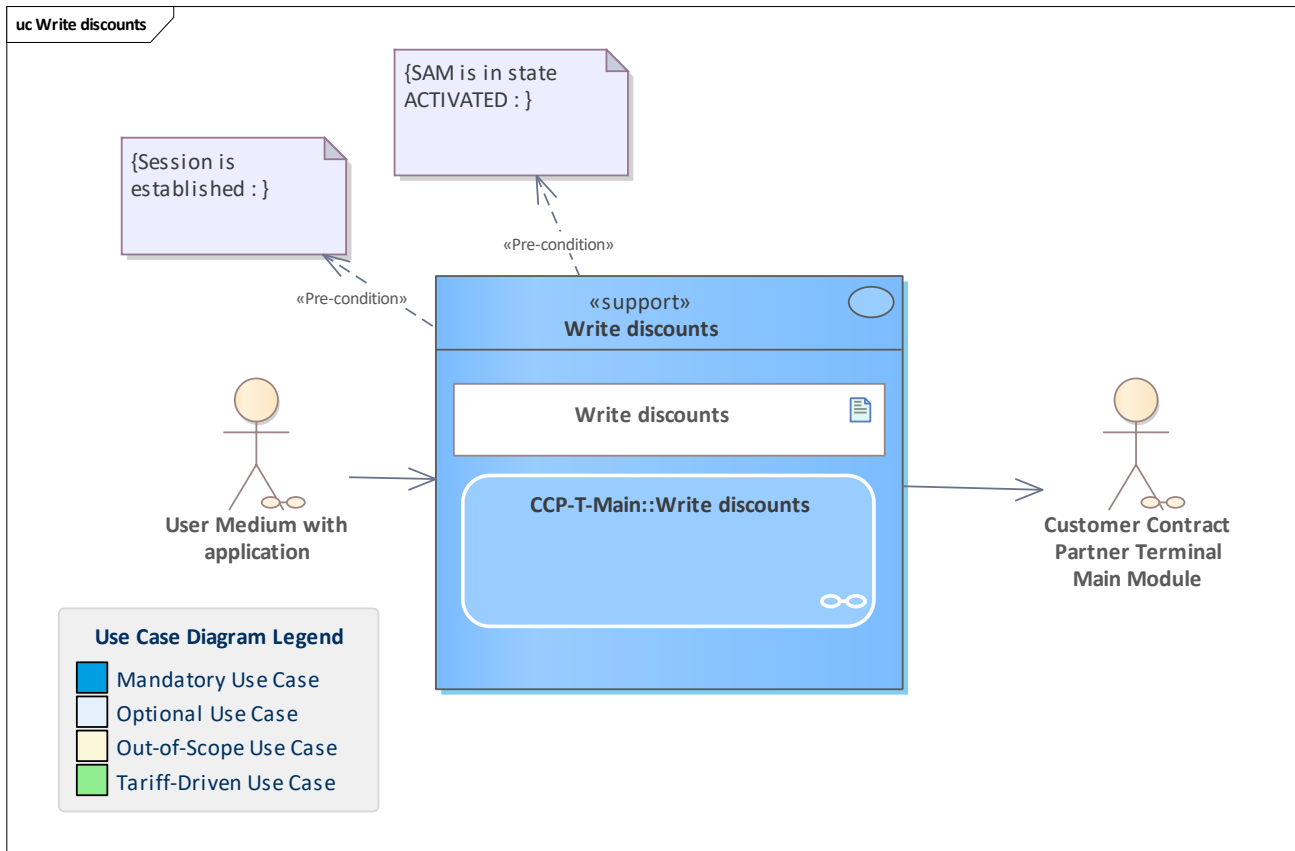 uc Write discounts
{SAM is in state
ACTIVATED : }
{Session is
established : }
«Pre-condition»
«Pre-condition»
«support»
Write discounts
Write discounts
CCP-T-Main::Write discounts
User Medium with
application
Customer Contract
Partner Terminal
Main Module
Use Case Diagram Legend
Mandatory Use Case
Optional Use Case
Out-of-Scope Use Case
Tariff-Driven Use Case